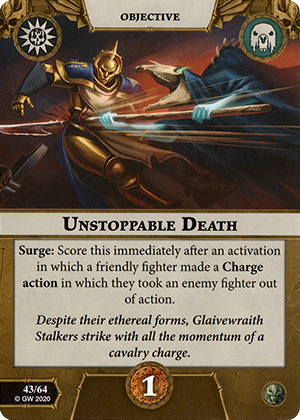 OBJECTIVE
UNSTOPPABLE DEATH
Surge: Score this immediately after an activation
in which a friendly fighter made a Charge
action in which they took an enemy fighter out
of action.
Despite their ethereal forms, Glaivewraith
Stalkers strike with all the momentum of a
cavalry charge.
43/64
© GW 2020
1